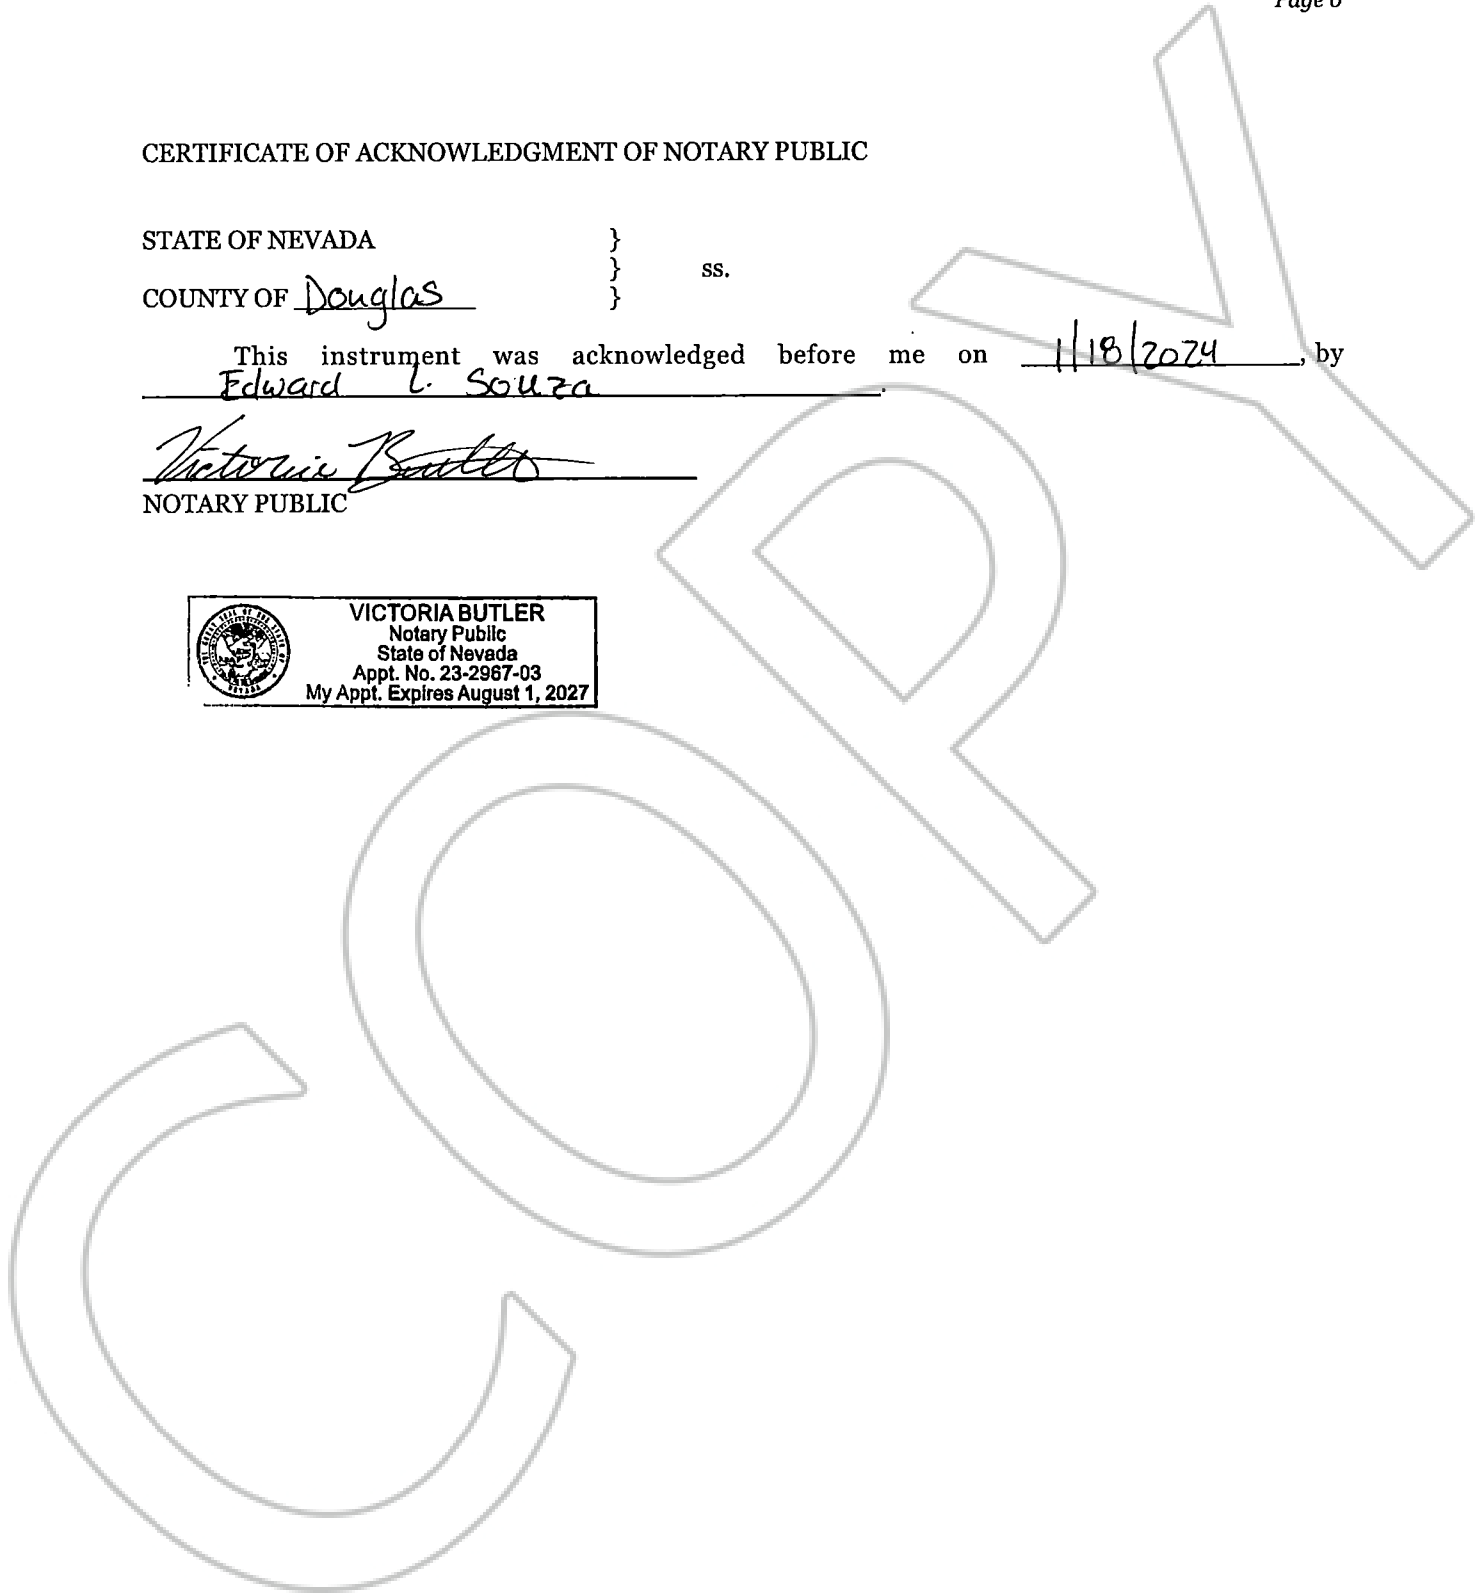 CERTIFICATE OF ACKNOWLEDGMENT OF NOTARY PUBLIC
STATE OF NEVADA }
} ss.
COUNTY OF Douglas }
This instrument was acknowledged before me on 1/18/2024, by
Edward L. Souza.
Victoria Butler
NOTARY PUBLIC
VICTORIA BUTLER
Notary Public
State of Nevada
Appt. No. 23-2967-03
My Appt. Expires August 1, 2027
COPY